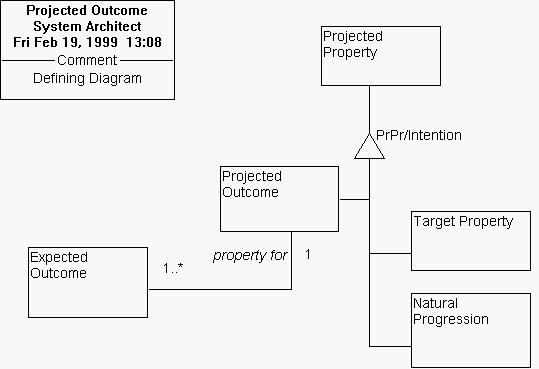 Projected Outcome
System Architect
Fri Feb 19, 1999  13:08
Comment
Defining Diagram
Projected
Property
PrPr/Intention
Projected
Outcome
Target Property
property for
1
Expected
Outcome
1..*
Natural
Progression